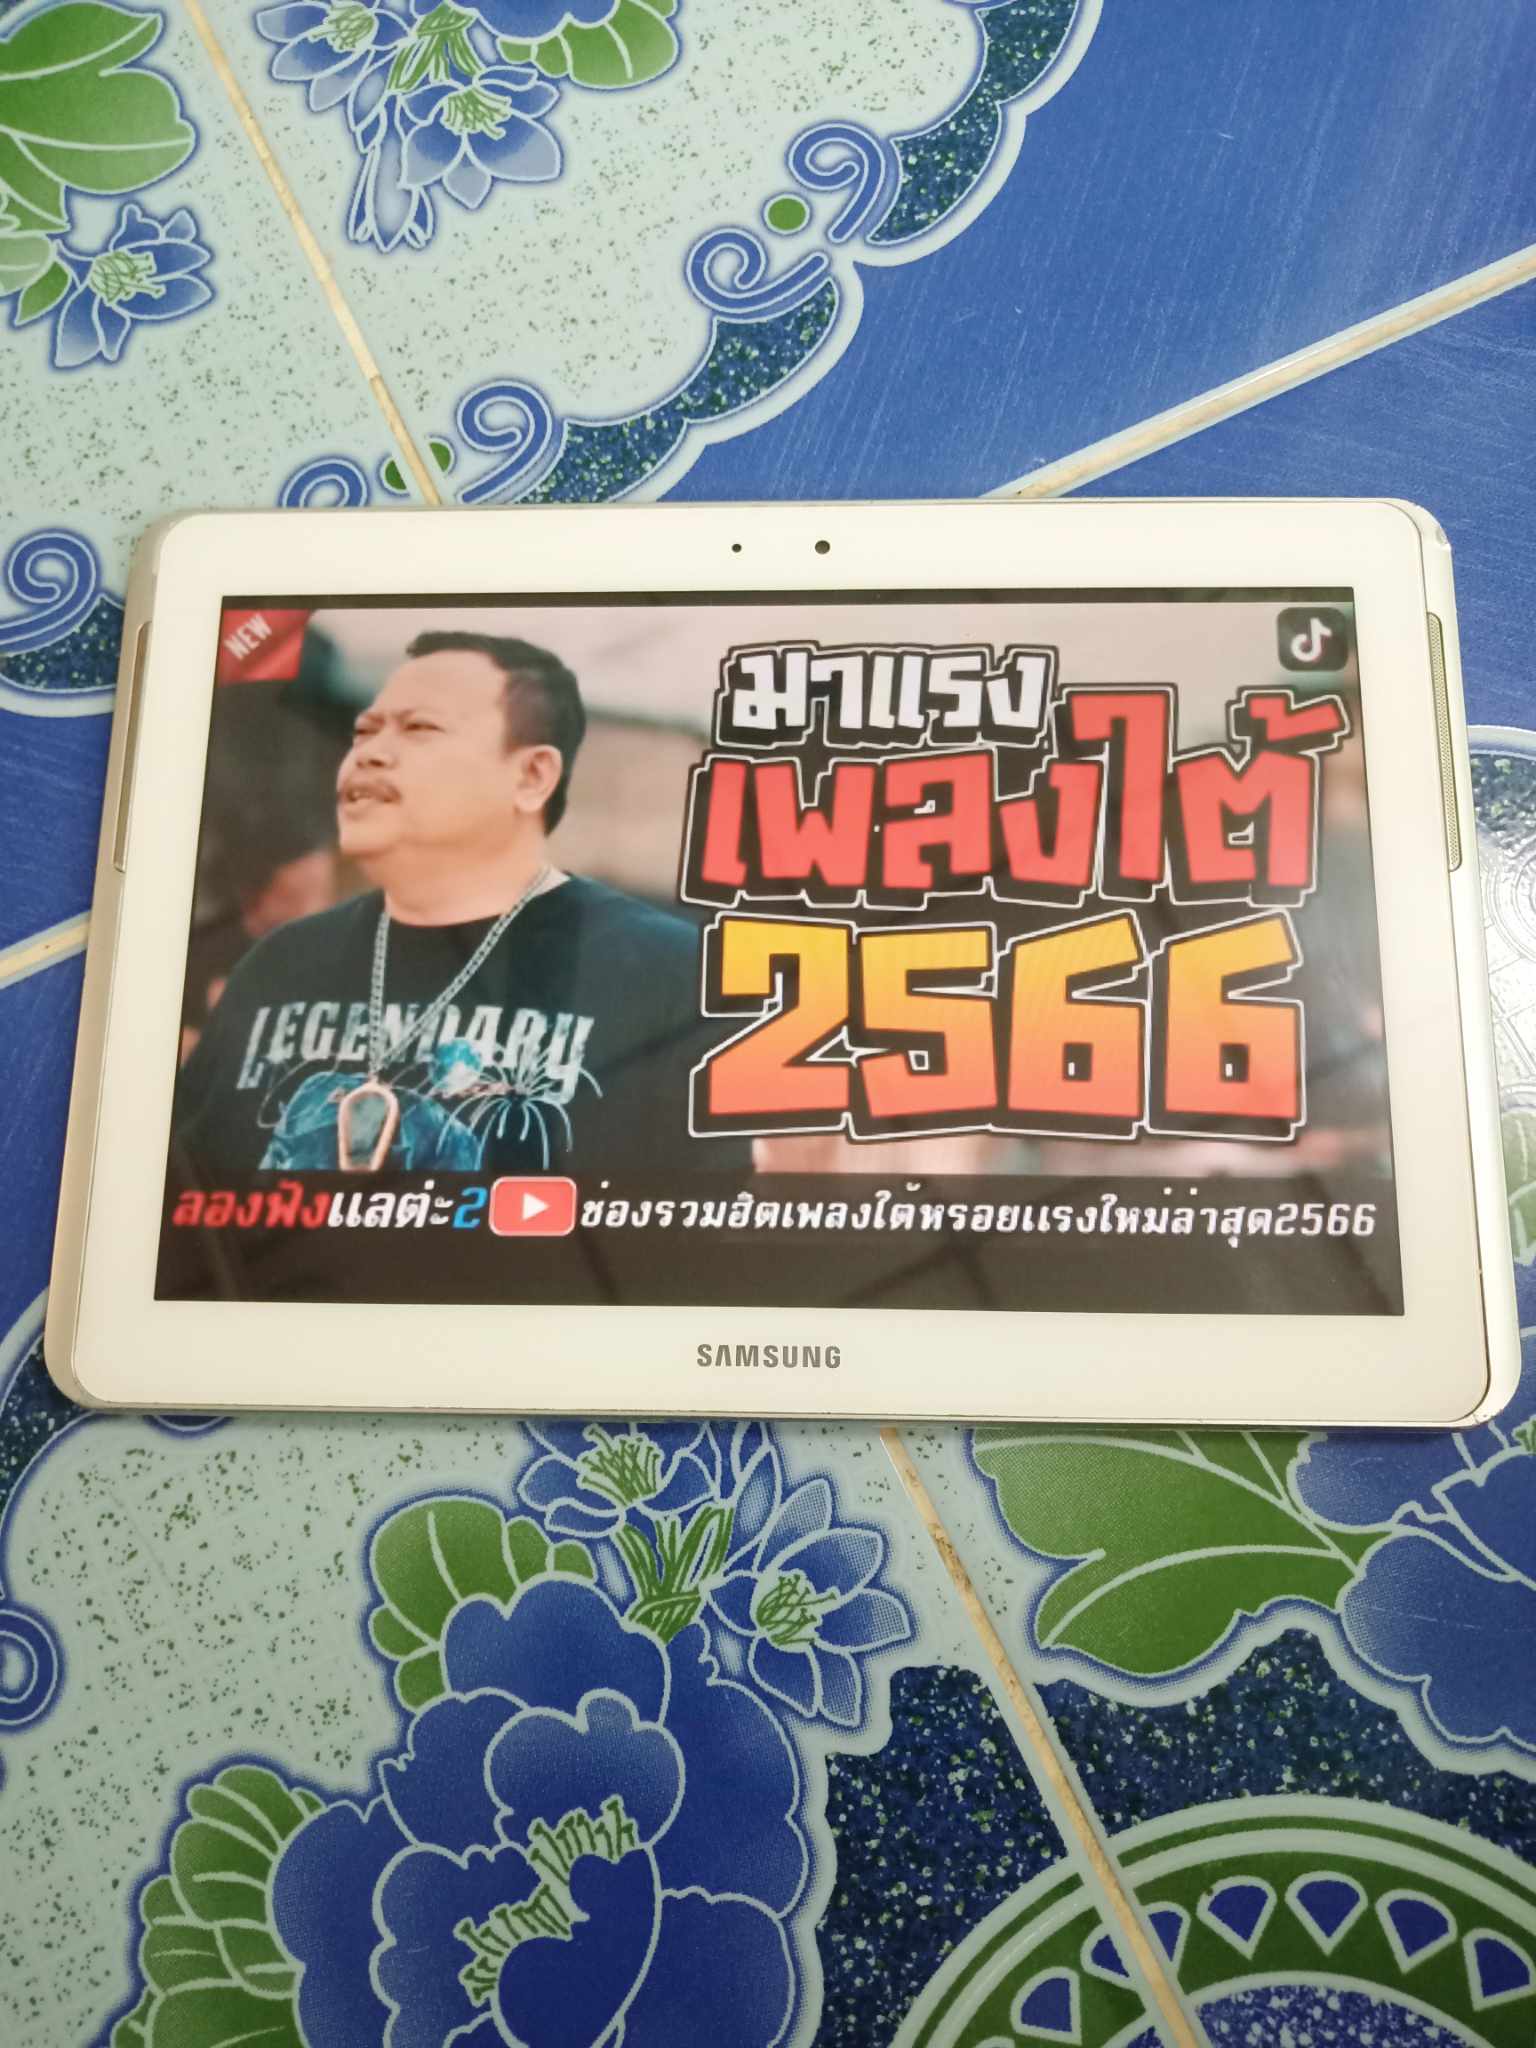 NEW
มาแรง
เพลงใต้
2566
LEGENDARY
ลองฟังแลต่ะ2 ช่องรวมฮิตเพลงใต้หรอยแรงใหม่ล่าสุด2566
SAMSUNG